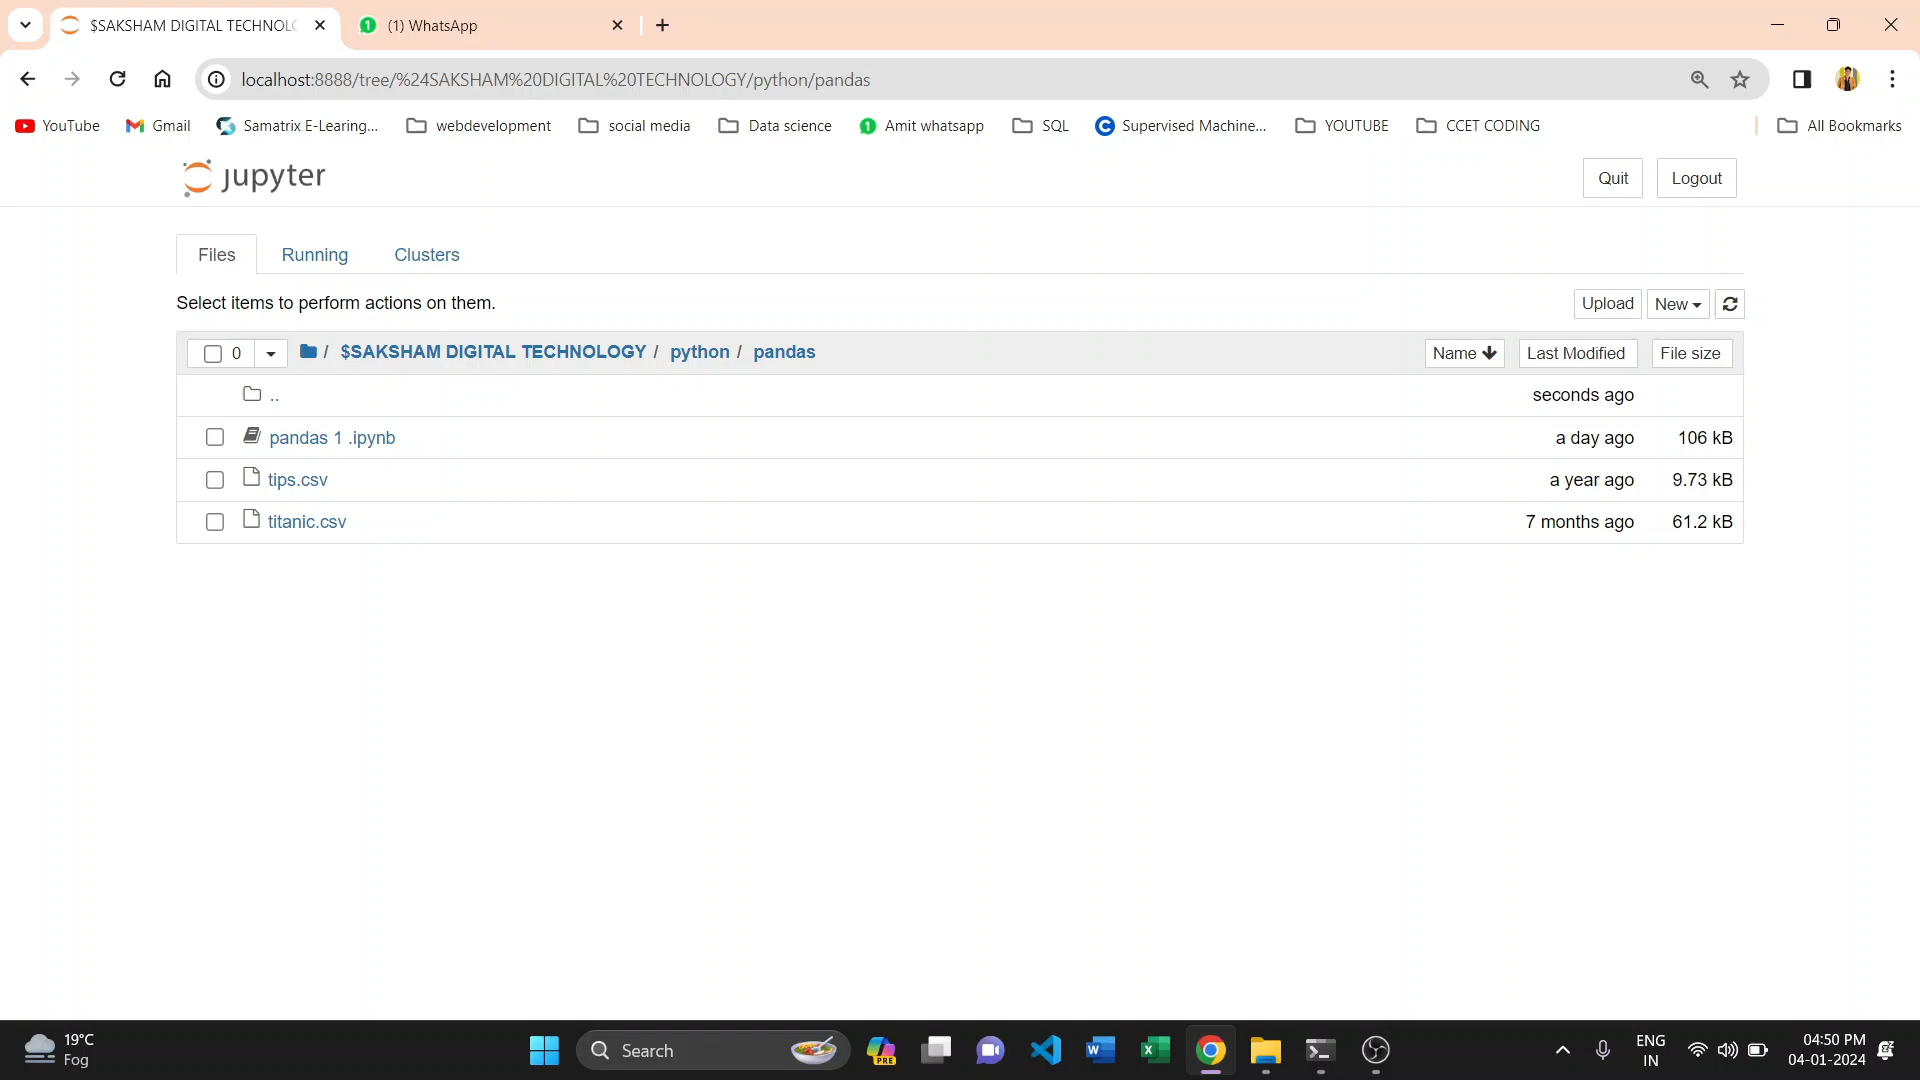 $SAKSHAM DIGITAL TECHNOLO
(1) WhatsApp
localhost:8888/tree/%24SAKSHAM%20DIGITAL%20TECHNOLOGY/python/pandas
YouTube Gmail Samatrix E-Learing... webdevelopment social media Data science Amit whatsapp SQL Supervised Machine... YOUTUBE CCET CODING All Bookmarks
jupyter Quit Logout
Files Running Clusters
Select items to perform actions on them. Upload New
0 / $SAKSHAM DIGITAL TECHNOLOGY / python / pandas Name Last Modified File size
.. seconds ago
pandas 1 .ipynb a day ago 106 kB
tips.csv a year ago 9.73 kB
titanic.csv 7 months ago 61.2 kB
19°C
Fog
Search
PRE
ENG
IN
04:50 PM
04-01-2024